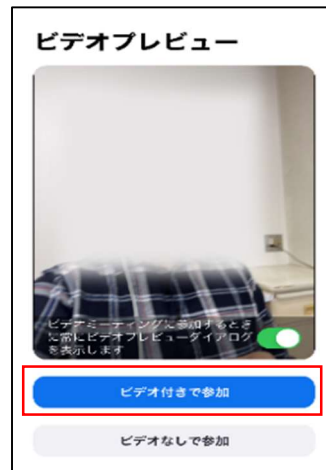 ビデオプレビュー
ビデオミーティングに参加するとき
に常にビデオプレビューダイアログ
を表示します
ビデオ付きで参加
ビデオなしで参加